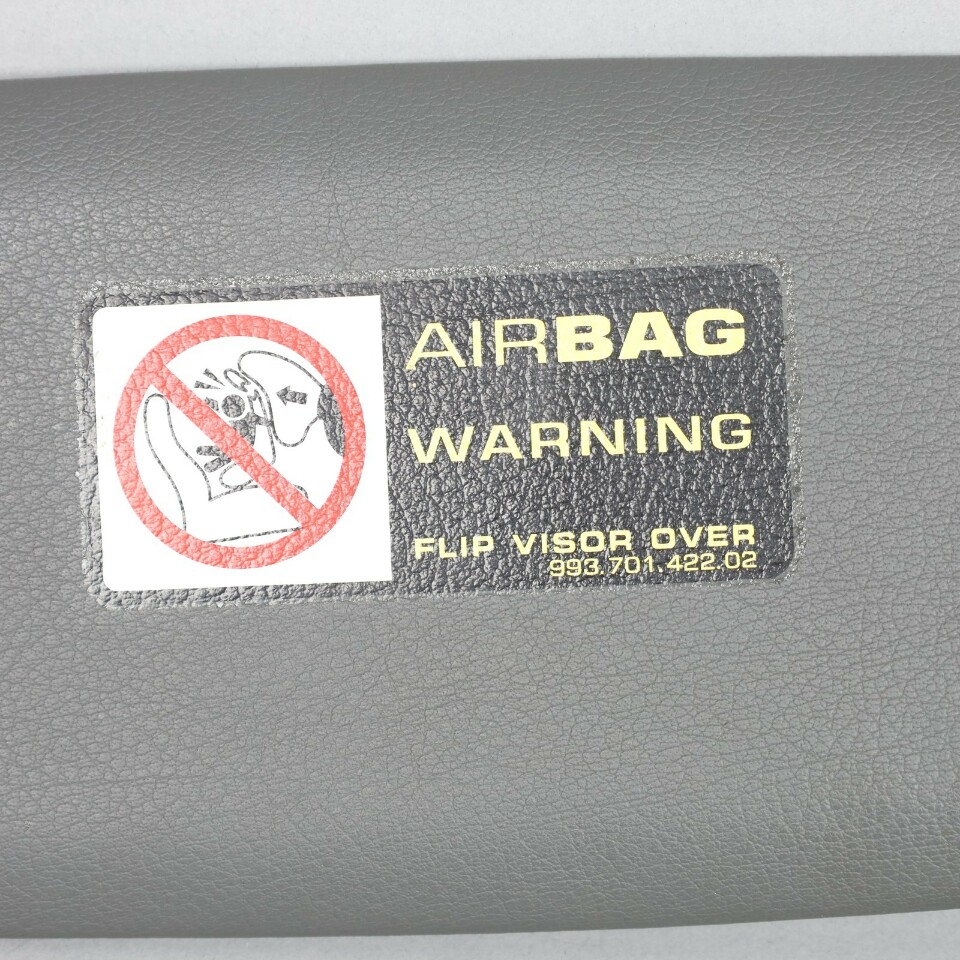 AIRBAG
WARNING
FLIP VISOR OVER
993.701.422.02